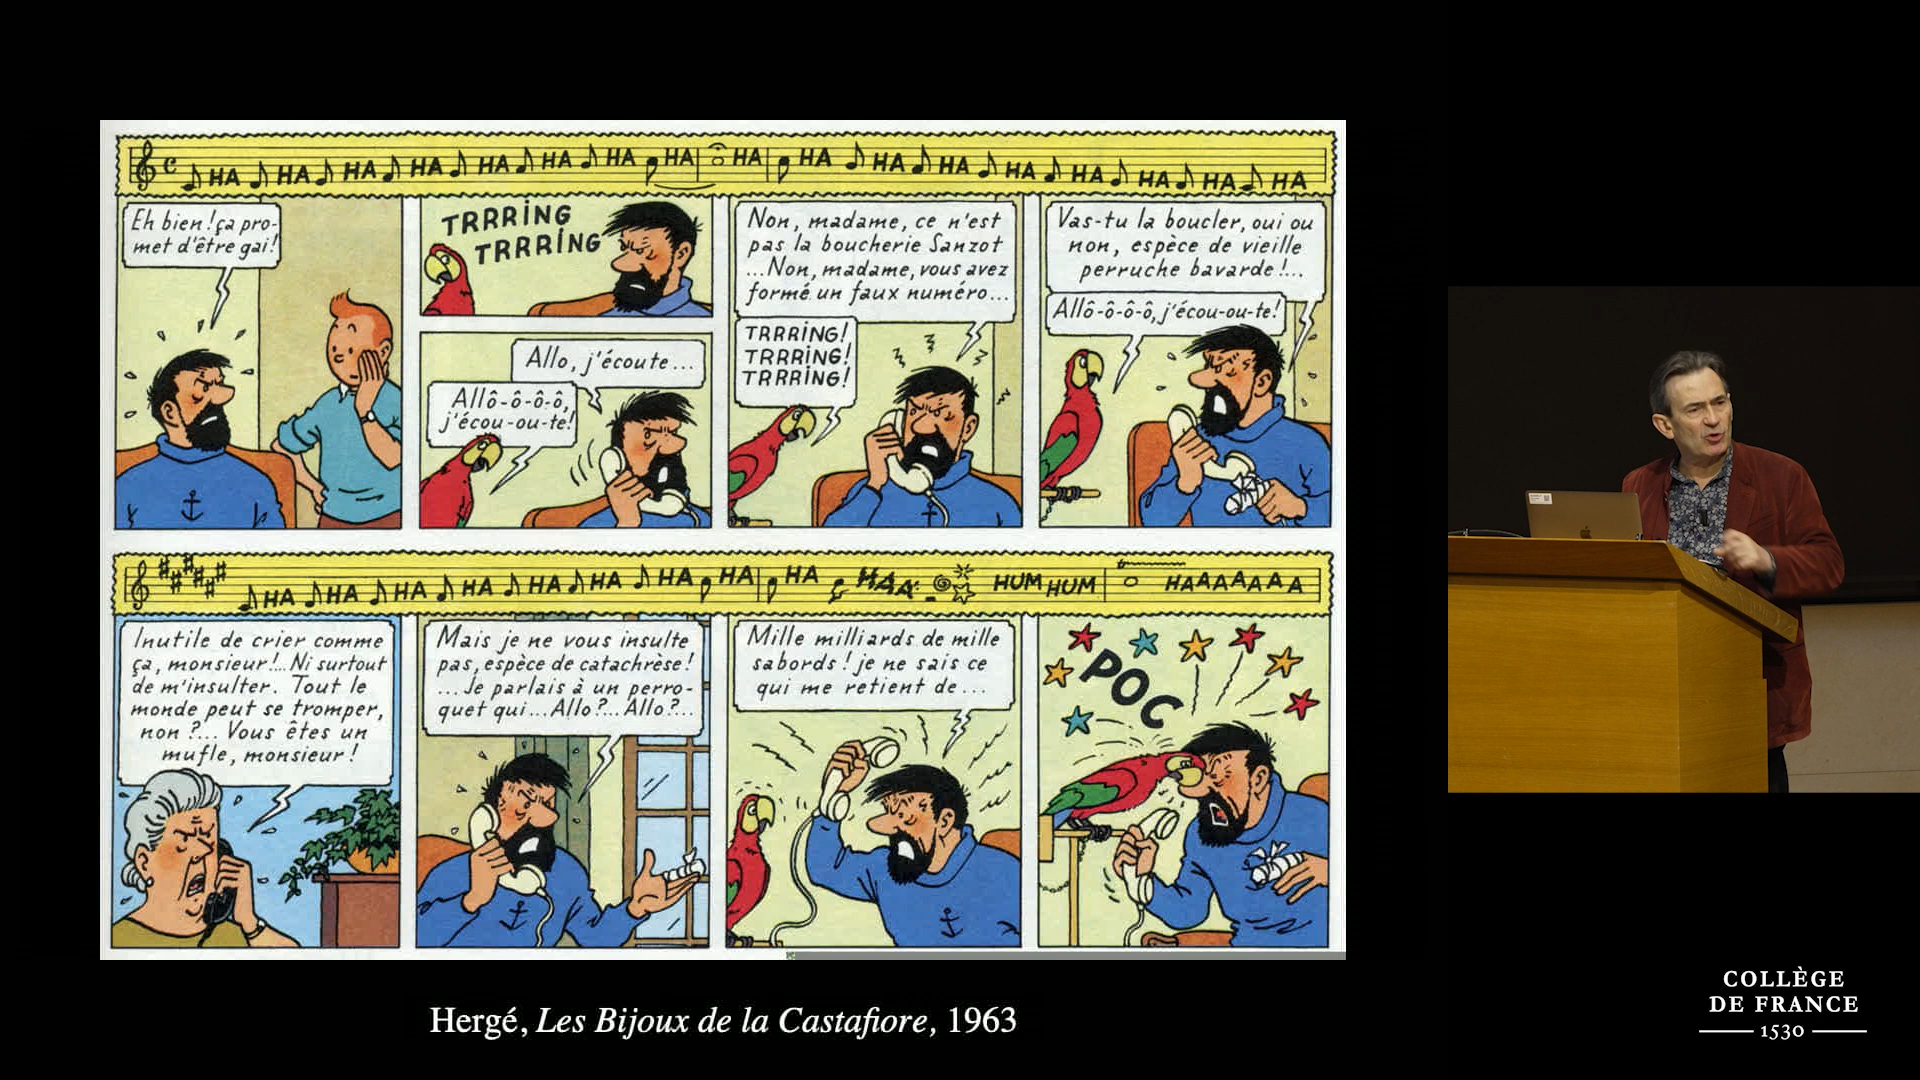 C HA HA HA HA HA HA HA HA HA HA HA HA HA HA HA HA HA
Eh bien! ça pro-
met d'être gai!
TRRRiNG
TRRRiNG
Allo, j'écoute...
Allô-ô-ô-ô,
j'écou-ou-te!
Non, madame, ce n'est
pas la boucherie Sanzot
...Non, madame, vous avez
formé un faux numéro...
TRRRiNG!
TRRRiNG!
TRRRiNG!
Vas-tu la boucler, oui ou
non, espèce de vieille
perruche bavarde!...
Allô-ô-ô-ô, j'écou-ou-te!
HA HA HA HA HA HA HA HA HA HAA HUM HUM HAAAAAAA
Inutile de crier comme
ça, monsieur!.. Ni surtout
de m'insulter. Tout le
monde peut se tromper,
non?... Vous êtes un
mufle, monsieur!
Mais je ne vous insulte
pas, espèce de catachrèse!
...Je parlais à un perro-
quet qui...Allo?...Allo?...
Mille milliards de mille
sabords! je ne sais ce
qui me retient de...
POC
Hergé, Les Bijoux de la Castafiore, 1963
COLLÈGE
DE FRANCE
1530